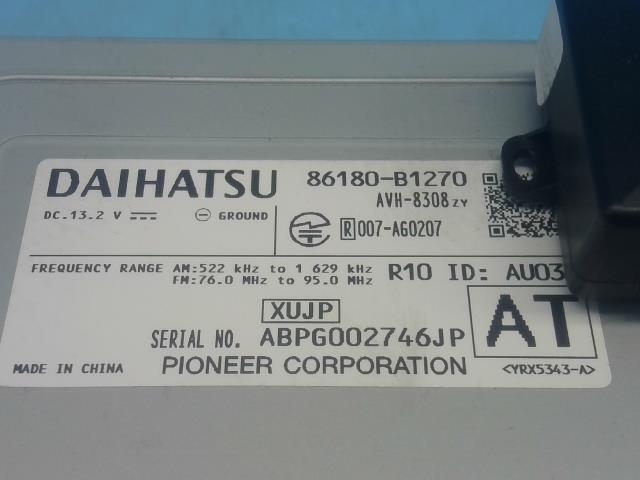 DAIHATSU
86180-B1270
AVH-8308 ZY
DC.13.2 V
GROUND
R 007-AG0207
FREQUENCY RANGE AM:522 kHz to 1 629 kHz
FM:76.0 MHz to 95.0 MHz
R10 ID: AU03
XUJP
AT
SERIAL NO. ABPG002746JP
MADE IN CHINA
PIONEER CORPORATION
<YRX5343-A>